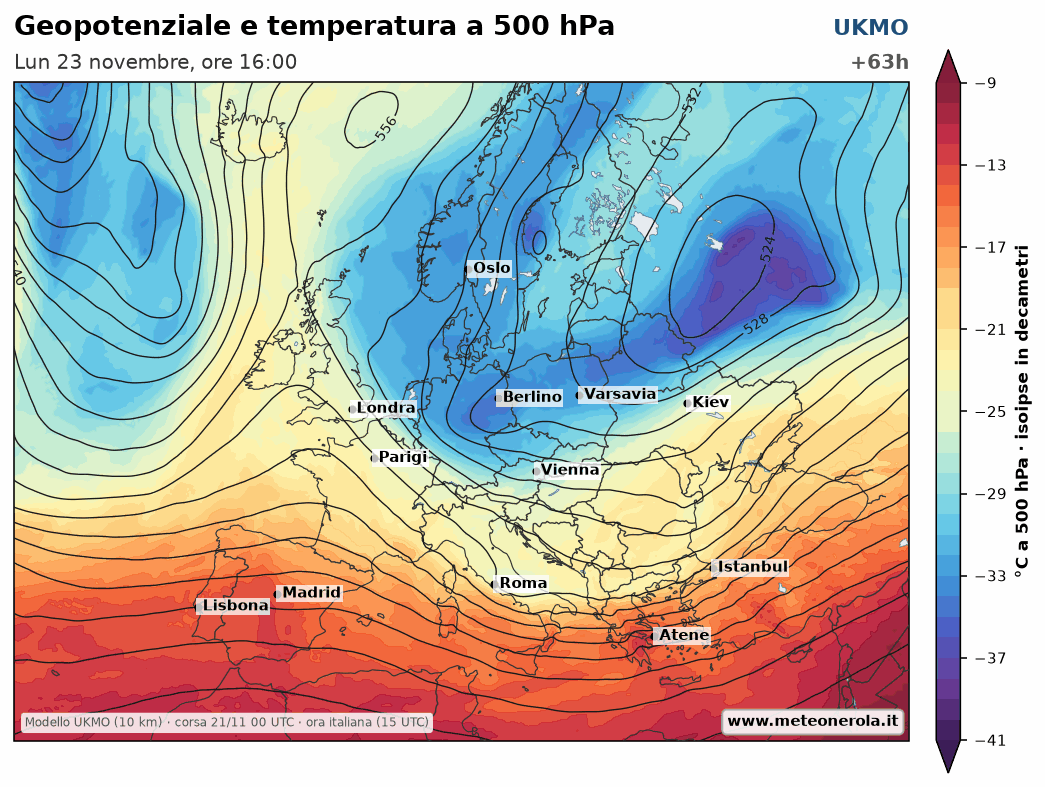 Geopotenziale e temperatura a 500 hPa
UKMO
Lun 23 novembre, ore 16:00
+63h
556
532
524
528
Oslo
Berlino
Varsavia
Kiev
Londra
Parigi
Vienna
Roma
Istanbul
Madrid
Lisbona
Atene
Modello UKMO (10 km) · corsa 21/11 00 UTC · ora italiana (15 UTC)
www.meteonerola.it
−9
−13
−17
−21
−25
−29
−33
−37
−41
°C a 500 hPa · isoipse in decametri